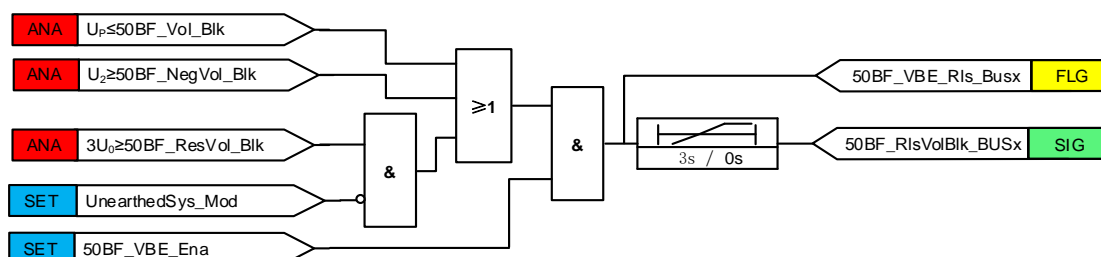 ANA U_P≤50BF_Vol_Blk
ANA U₂≥50BF_NegVol_Blk
ANA 3U₀≥50BF_ResVol_Blk
SET UnearthedSys_Mod
SET 50BF_VBE_Ena
&
≥1
&
3s / 0s
50BF_VBE_Rls_Busx FLG
50BF_RlsVolBlk_BUSx SIG